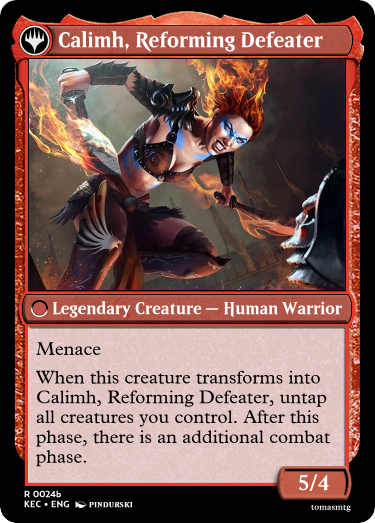 Calimh, Reforming Defeater
Legendary Creature — Human Warrior
Menace
When this creature transforms into
Calimh, Reforming Defeater, untap
all creatures you control. After this
phase, there is an additional combat
phase.
5/4
R 0024b
KEC • ENG PINDURSKI
tomasmtg